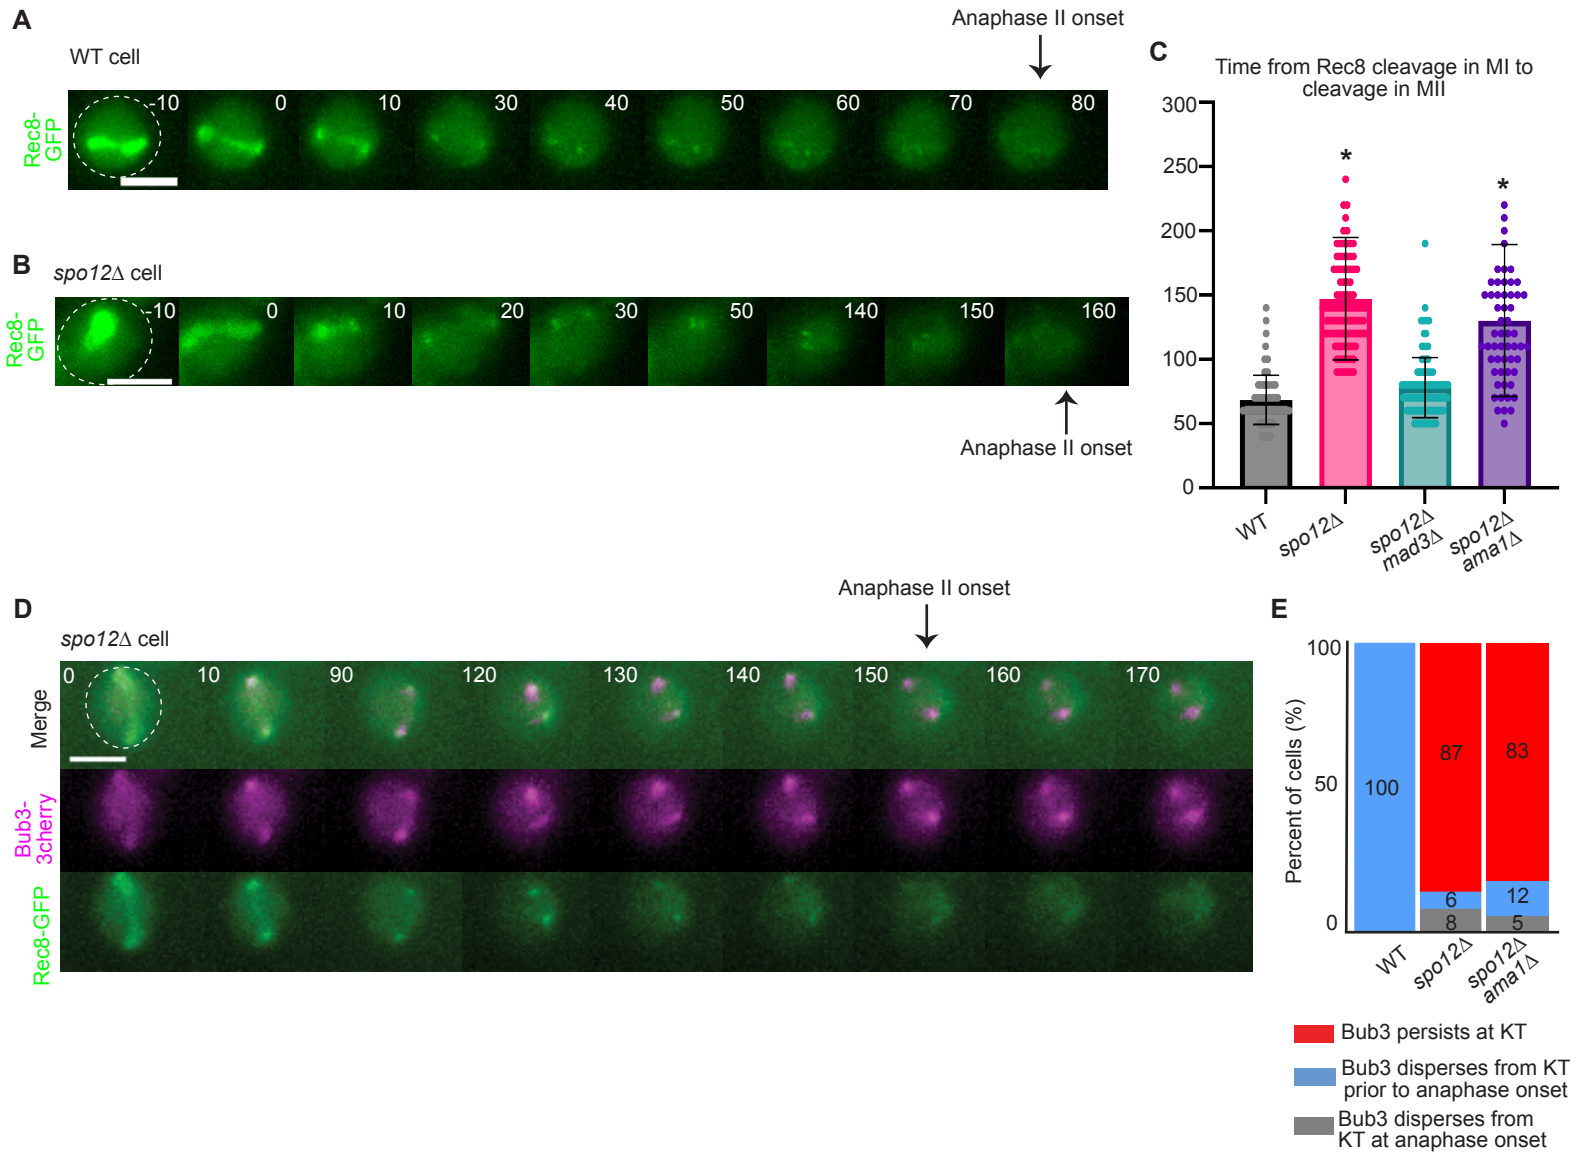 A
WT cell
Anaphase II onset
Rec8-
GFP
-10 0 10 30 40 50 60 70 80
B
spo12Δ cell
Rec8-
GFP
-10 0 10 20 30 50 140 150 160
Anaphase II onset
C
Time from Rec8 cleavage in MI to
cleavage in MII
300
250
200
150
100
50
0
*
*
WT
spo12Δ
spo12Δ
mad3Δ
spo12Δ
ama1Δ
D
spo12Δ cell
Anaphase II onset
0 10 90 120 130 140 150 160 170
Merge
Bub3-
3cherry
Rec8-GFP
E
Percent of cells (%)
100
50
0
100
87
6
8
83
12
5
WT
spo12Δ
spo12Δ
ama1Δ
Bub3 persists at KT
Bub3 disperses from KT
prior to anaphase onset
Bub3 disperses from
KT at anaphase onset